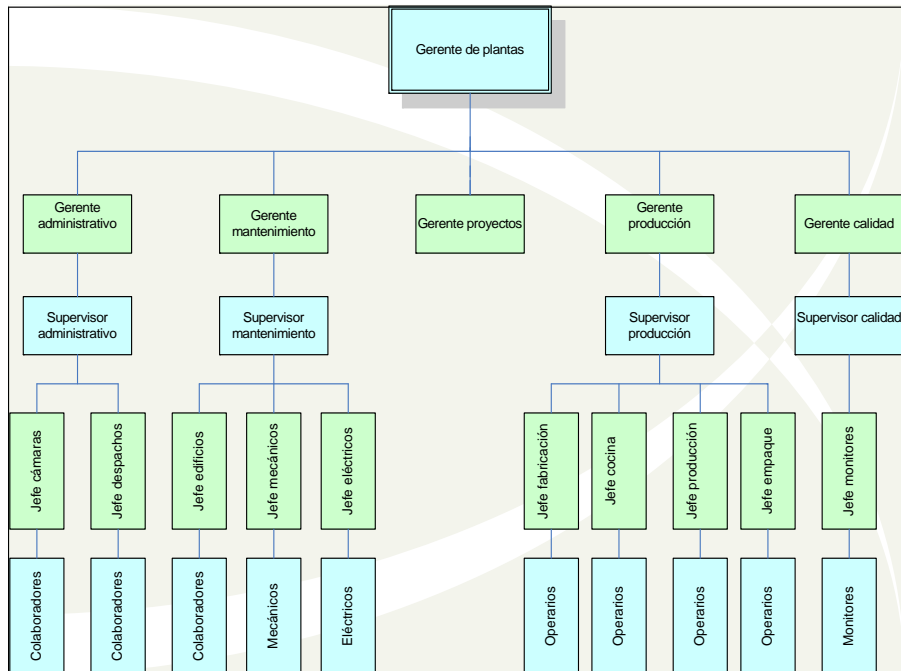 Gerente de plantas
Gerente
administrativo
Gerente
mantenimiento
Gerente proyectos
Gerente
producción
Gerente calidad
Supervisor
administrativo
Supervisor
mantenimiento
Supervisor
producción
Supervisor calidad
Jefe cámaras
Jefe despachos
Jefe edificios
Jefe mecánicos
Jefe eléctricos
Jefe fabricación
Jefe cocina
Jefe producción
Jefe empaque
Jefe monitores
Colaboradores
Colaboradores
Colaboradores
Mecánicos
Eléctricos
Operarios
Operarios
Operarios
Operarios
Monitores